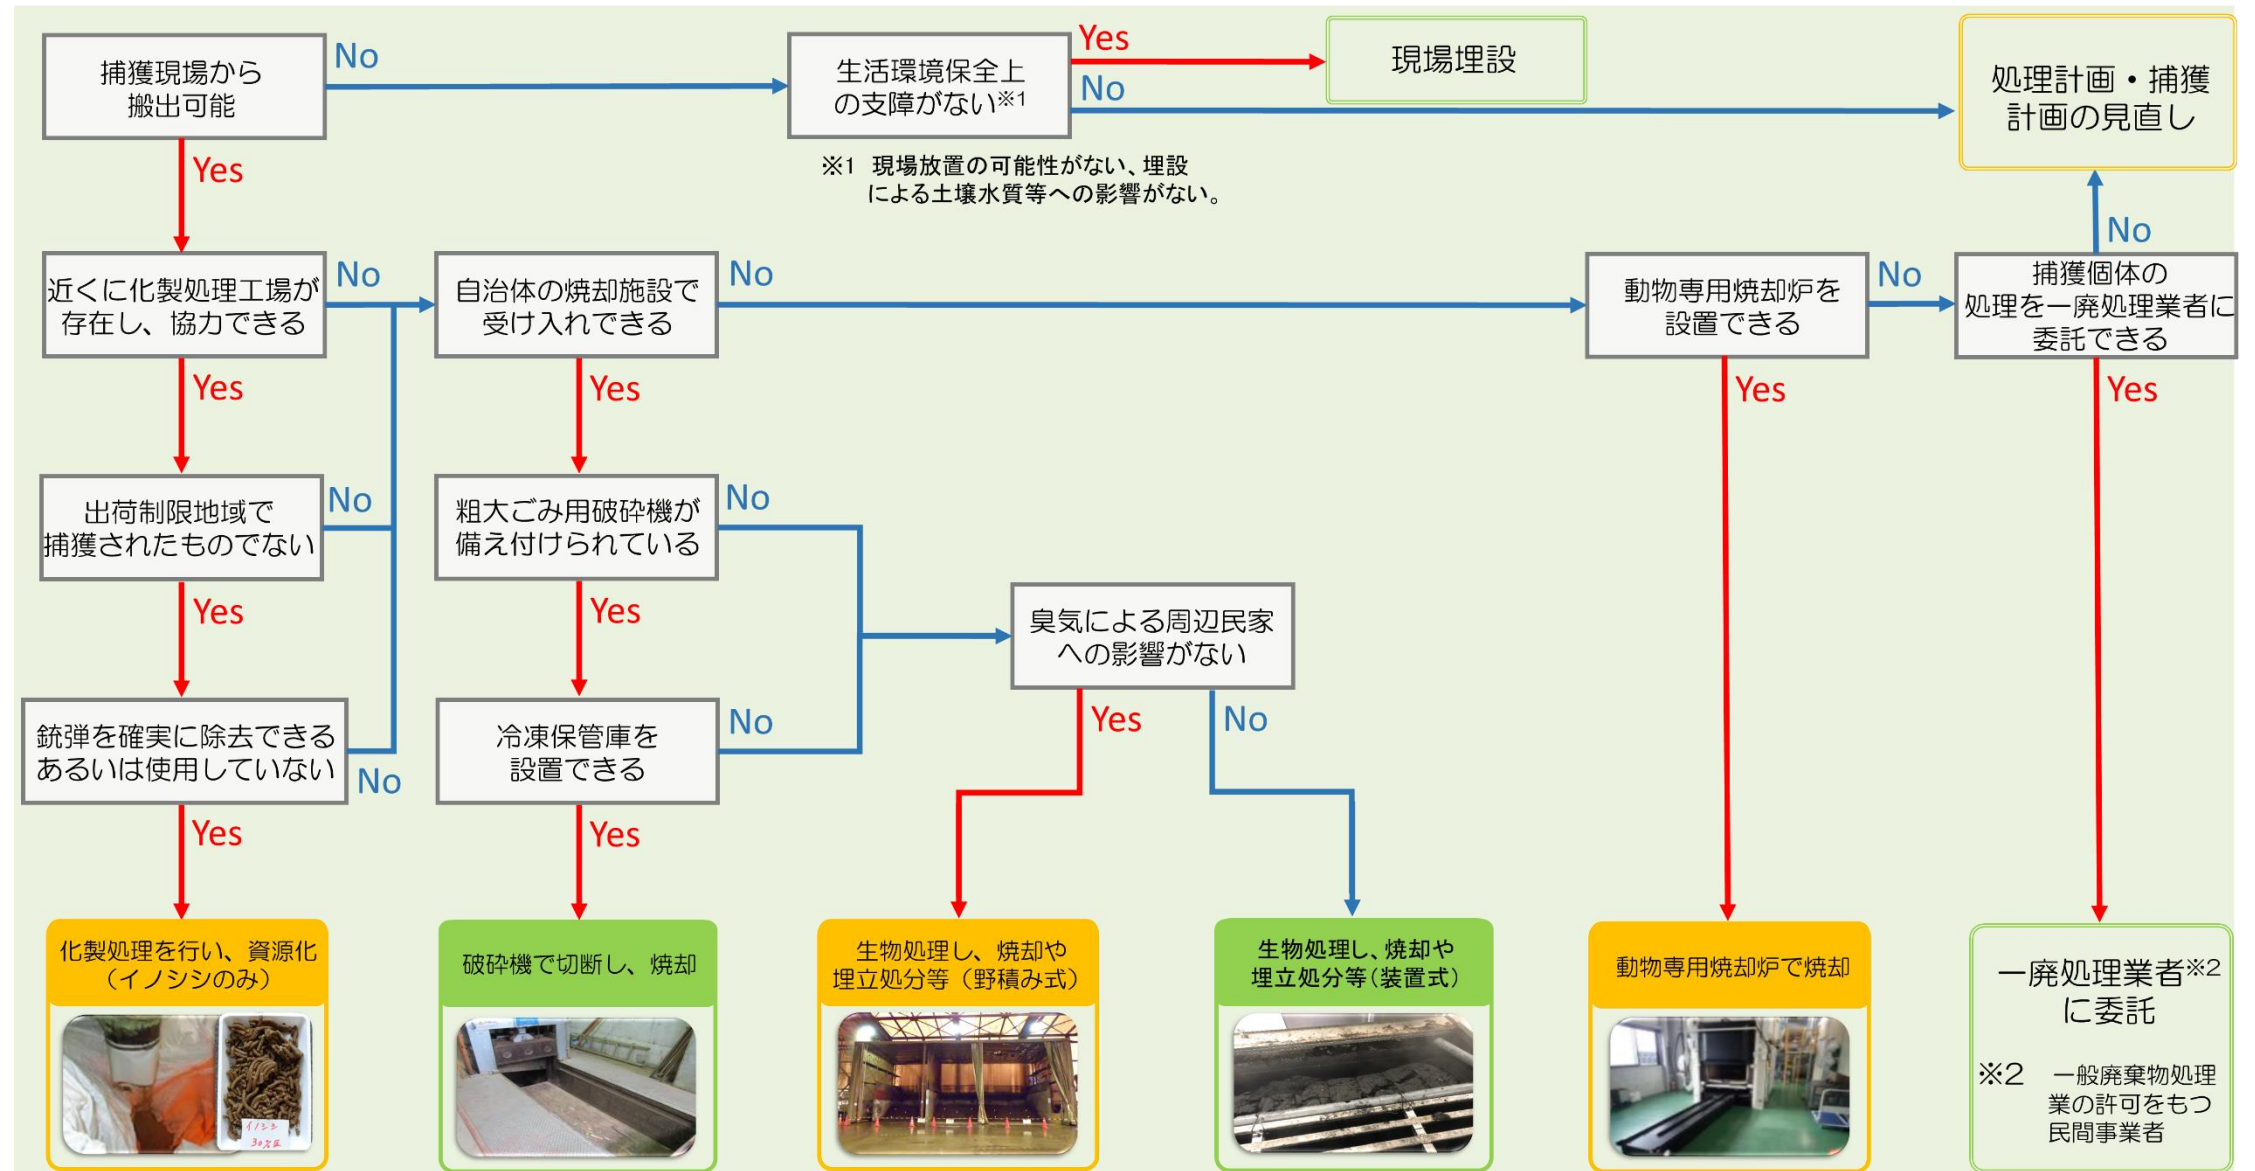 捕獲現場から
搬出可能
No
Yes
生活環境保全上
の支障がない※1
Yes
No
現場埋設
処理計画・捕獲
計画の見直し
※1 現場放置の可能性がない、埋設
による土壌水質等への影響がない。
近くに化製処理工場が
存在し、協力できる
No
Yes
自治体の焼却施設で
受け入れできる
No
Yes
動物専用焼却炉を
設置できる
No
Yes
捕獲個体の
処理を一廃処理業者に
委託できる
No
Yes
出荷制限地域で
捕獲されたものでない
No
Yes
粗大ごみ用破砕機が
備え付けられている
No
Yes
臭気による周辺民家
への影響がない
Yes
No
銃弾を確実に除去できる
あるいは使用していない
No
Yes
冷凍保管庫を
設置できる
No
Yes
化製処理を行い、資源化
(イノシシのみ)
イノシシ
破砕機で切断し、焼却
生物処理し、焼却や
埋立処分等(野積み式)
生物処理し、焼却や
埋立処分等(装置式)
動物専用焼却炉で焼却
一廃処理業者※2
に委託
※2 一般廃棄物処理
業の許可をもつ
民間事業者